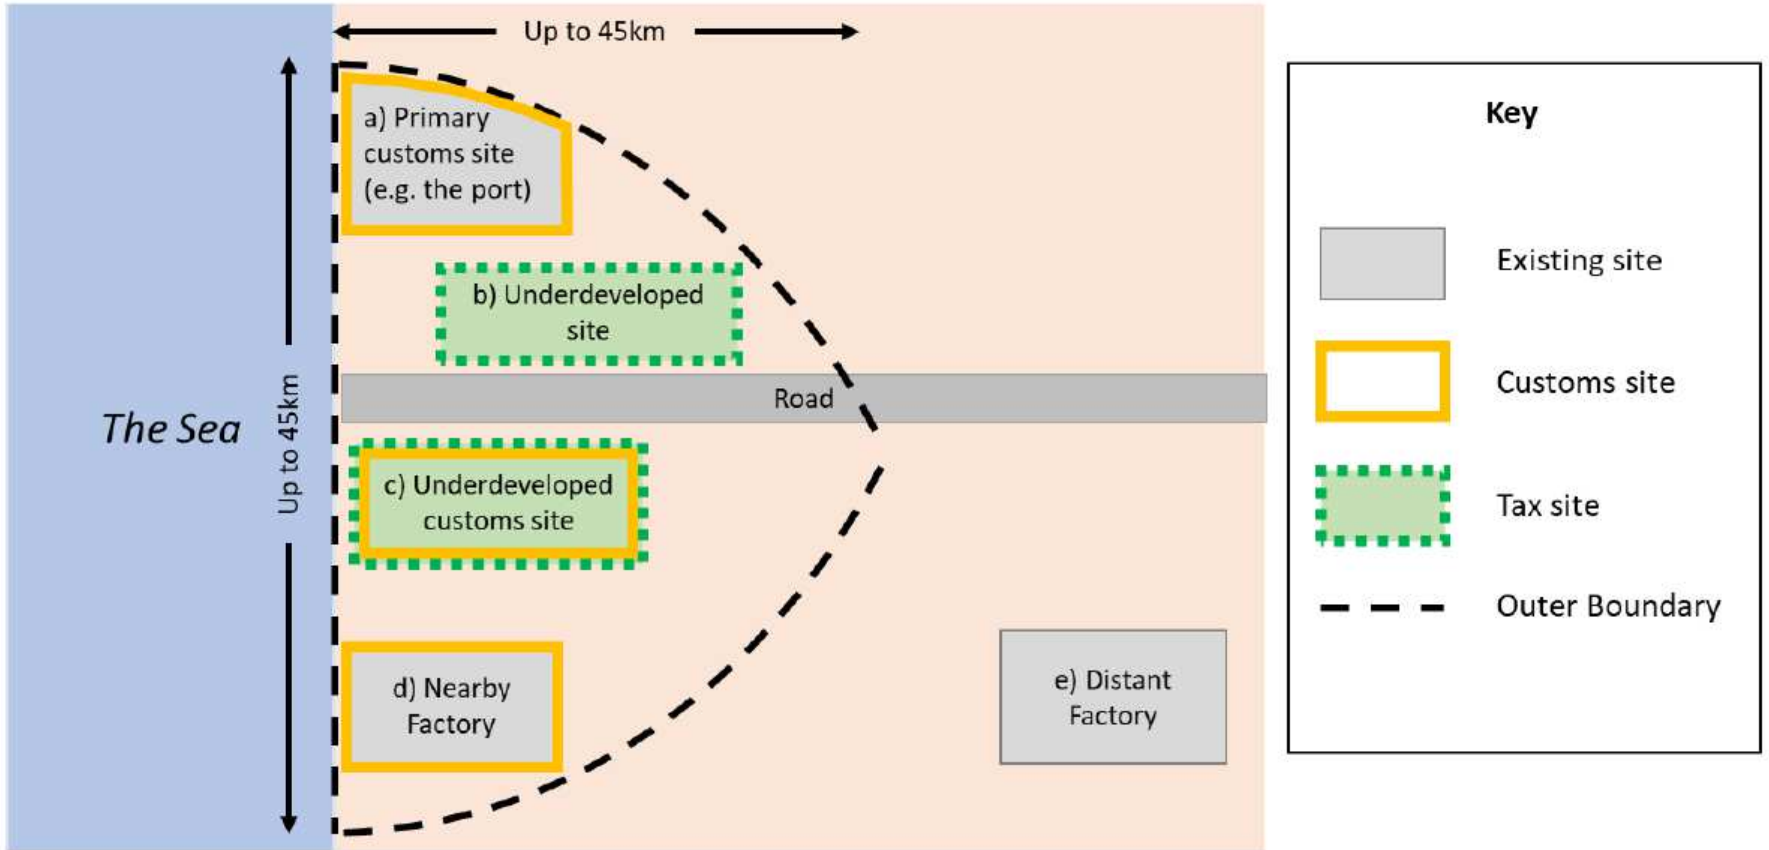 Up to 45km
a) Primary
customs site
(e.g. the port)
b) Underdeveloped
site
Road
The Sea
Up to 45km
c) Underdeveloped
customs site
d) Nearby
Factory
e) Distant
Factory
Key
Existing site
Customs site
Tax site
Outer Boundary